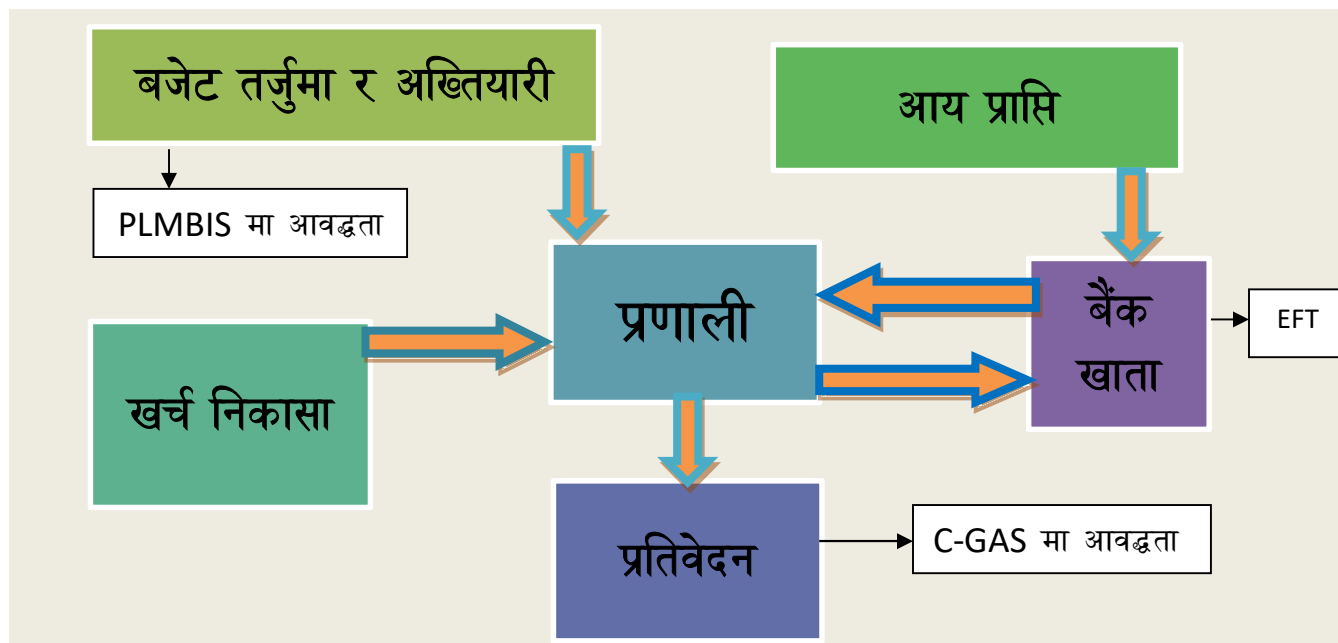 बजेट तर्जुमा र अख्तियारी
आय प्राप्ति
PLMBIS मा आवद्धता
प्रणाली
बैंक
खाता
EFT
खर्च निकासा
प्रतिवेदन
C-GAS मा आवद्धता